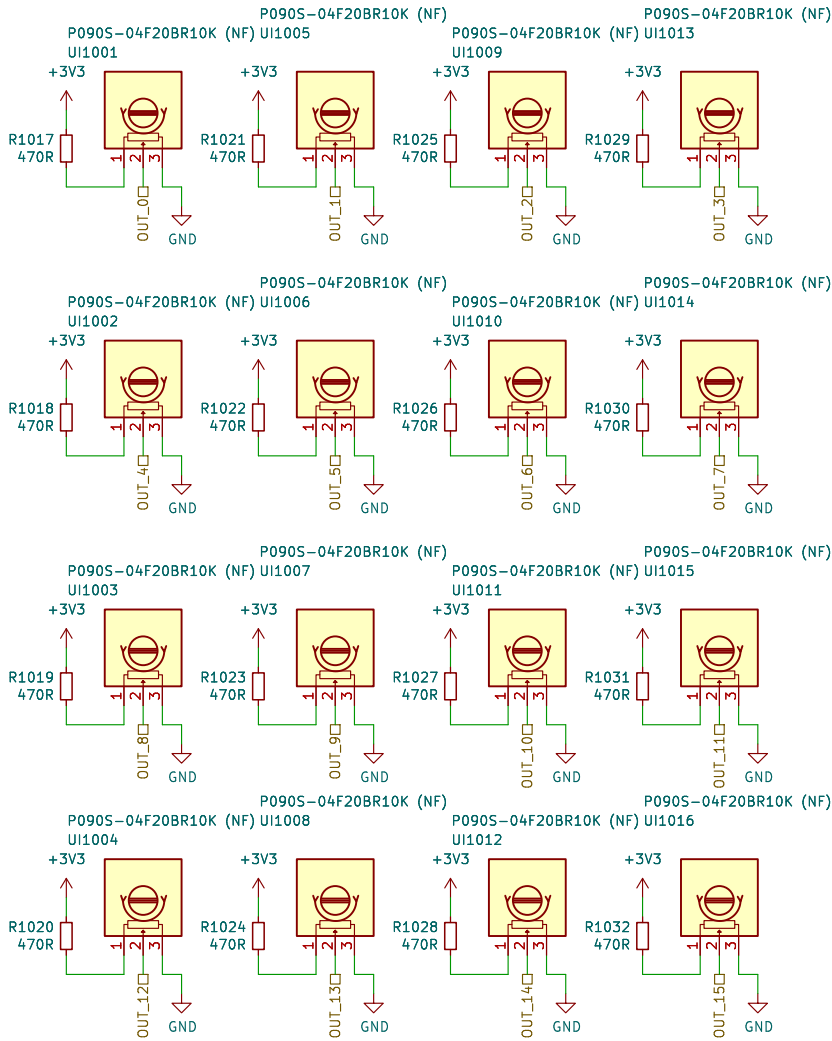 P090S-04F20BR10K (NF)
UI1001
+3V3
R1017
470R
1
2
3
OUT_0
GND
P090S-04F20BR10K (NF)
UI1005
+3V3
R1021
470R
1
2
3
OUT_1
GND
P090S-04F20BR10K (NF)
UI1009
+3V3
R1025
470R
1
2
3
OUT_2
GND
P090S-04F20BR10K (NF)
UI1013
+3V3
R1029
470R
1
2
3
OUT_3
GND
P090S-04F20BR10K (NF)
UI1002
+3V3
R1018
470R
1
2
3
OUT_4
GND
P090S-04F20BR10K (NF)
UI1006
+3V3
R1022
470R
1
2
3
OUT_5
GND
P090S-04F20BR10K (NF)
UI1010
+3V3
R1026
470R
1
2
3
OUT_6
GND
P090S-04F20BR10K (NF)
UI1014
+3V3
R1030
470R
1
2
3
OUT_7
GND
P090S-04F20BR10K (NF)
UI1003
+3V3
R1019
470R
1
2
3
OUT_8
GND
P090S-04F20BR10K (NF)
UI1007
+3V3
R1023
470R
1
2
3
OUT_9
GND
P090S-04F20BR10K (NF)
UI1011
+3V3
R1027
470R
1
2
3
OUT_10
GND
P090S-04F20BR10K (NF)
UI1015
+3V3
R1031
470R
1
2
3
OUT_11
GND
P090S-04F20BR10K (NF)
UI1004
+3V3
R1020
470R
1
2
3
OUT_12
GND
P090S-04F20BR10K (NF)
UI1008
+3V3
R1024
470R
1
2
3
OUT_13
GND
P090S-04F20BR10K (NF)
UI1012
+3V3
R1028
470R
1
2
3
OUT_14
GND
P090S-04F20BR10K (NF)
UI1016
+3V3
R1032
470R
1
2
3
OUT_15
GND